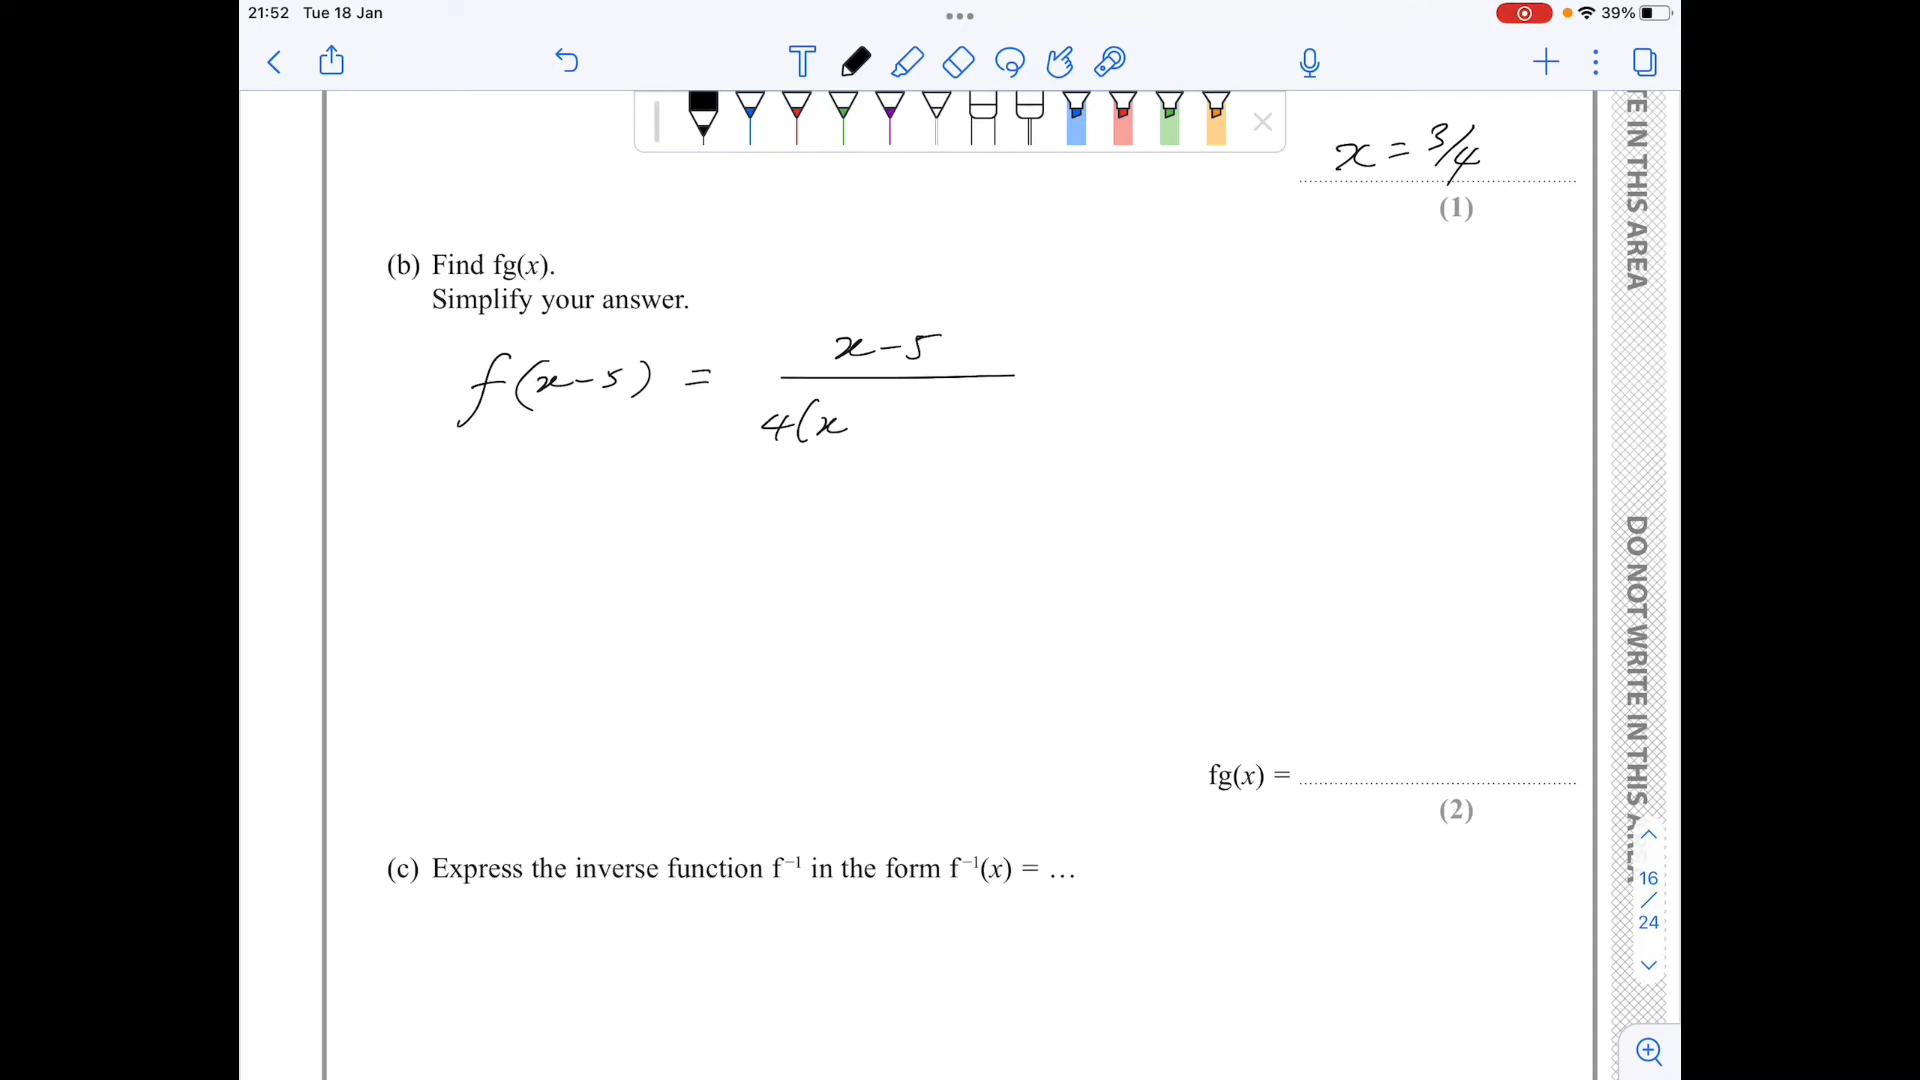 21:52 Tue 18 Jan
39%
T
x = 3/4
(1)
(b) Find fg(x).
Simplify your answer.
f(x-5) = x-5
4(x
fg(x) =
(2)
(c) Express the inverse function f⁻¹ in the form f⁻¹(x) = …
TE IN THIS AREA
DO NOT WRITE IN THIS AREA
16
/
24